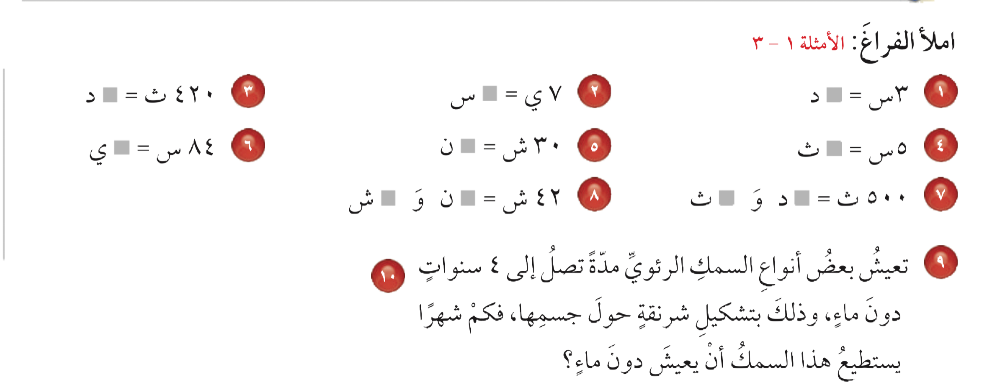 املأ الفراغَ: الأمثلة ١ – ٣
١ ٣س = ■ د ٢ ٧ ي = ■ س ٣ ٤٢٠ ث = ■ د
٤ ٥س = ■ ث ٥ ٣٠ ش = ■ ن ٦ ٨٤ س = ■ ي
٧ ٥٠٠ ث = ■ د وَ ■ ث ٨ ٤٢ ش = ■ ن وَ ■ ش
٩ تعيشُ بعضُ أنواعِ السمكِ الرئويِّ مدّةً تصلُ إلى ٤ سنواتٍ ١٠
دونَ ماءٍ، وذلكَ بتشكيلِ شرنقةٍ حولَ جسمِها، فكمْ شهرًا
يستطيعُ هذا السمكُ أنْ يعيشَ دونَ ماءٍ؟